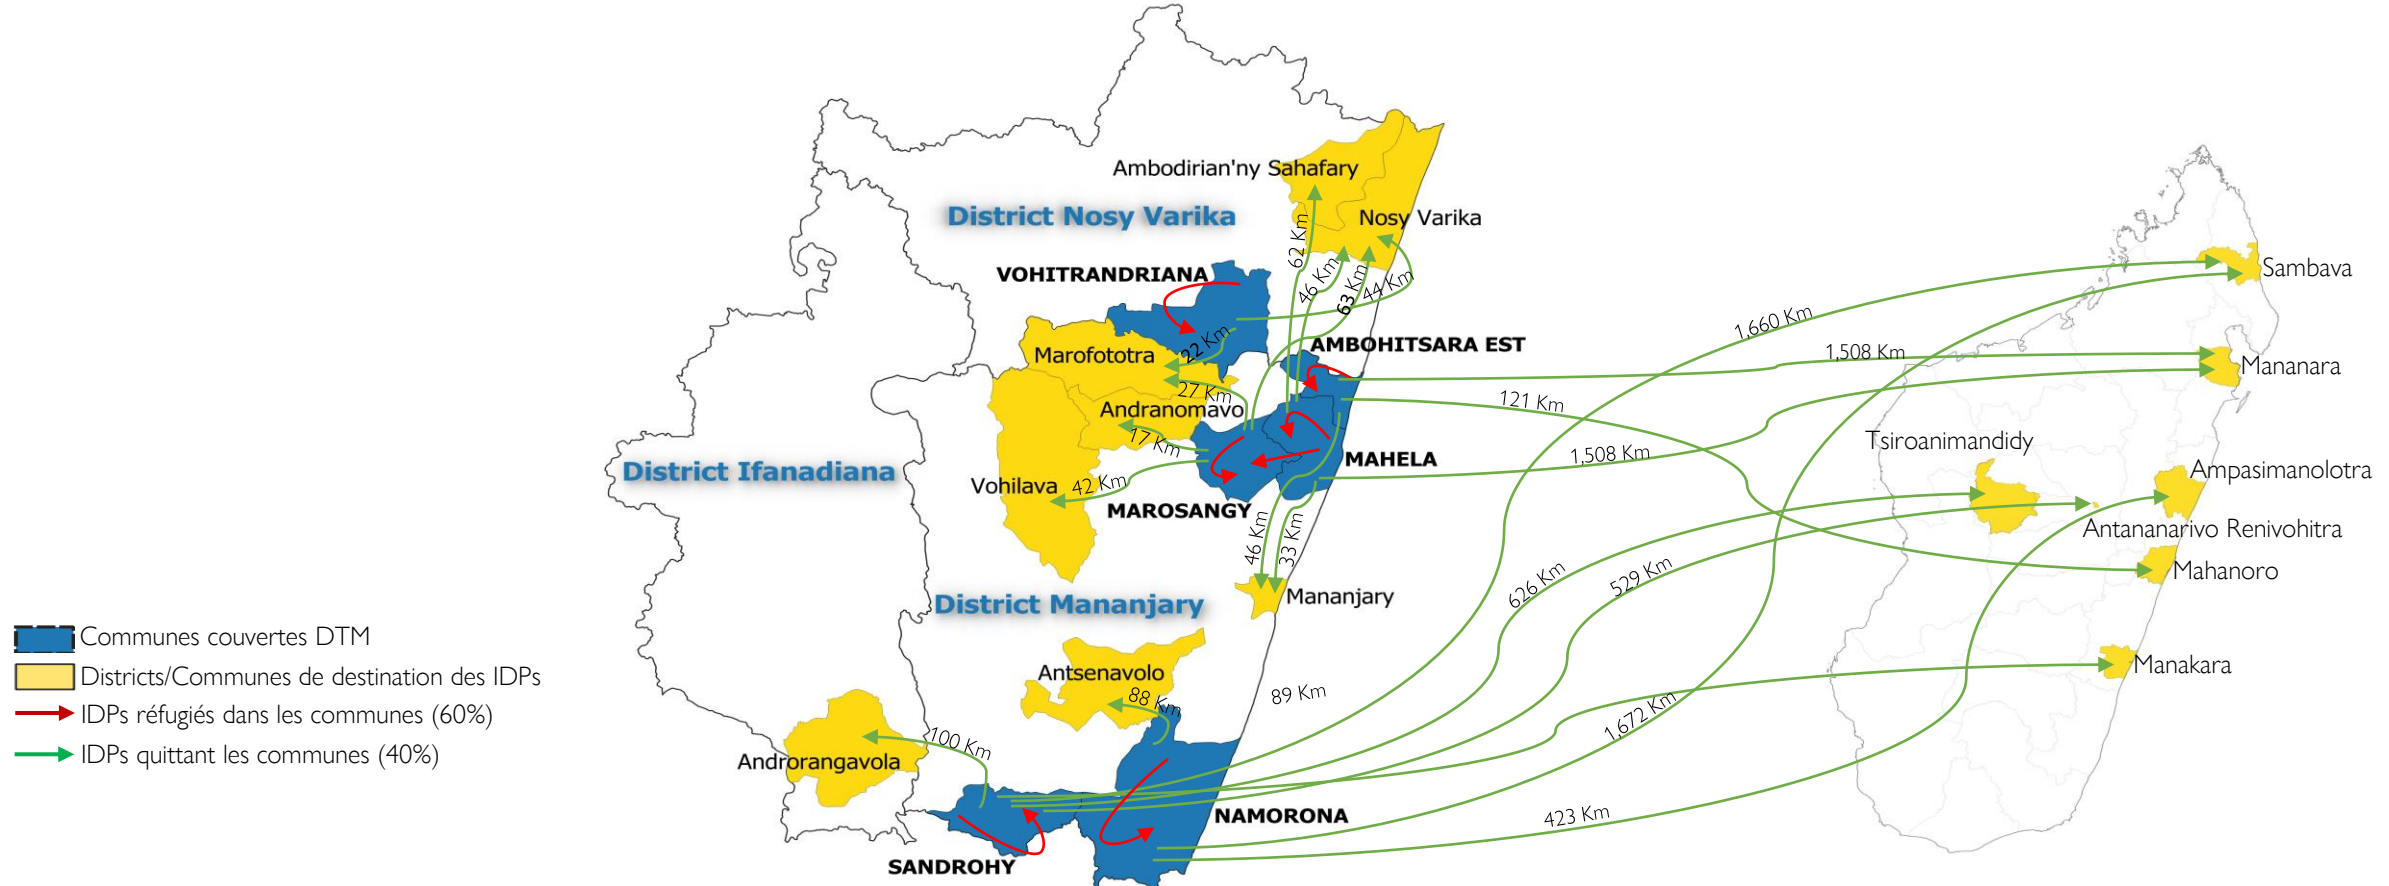 Ambodirian'ny Sahafary
District Nosy Varika
Nosy Varika
62 Km
46 Km
63 Km
44 Km
VOHITRANDRIANA
Sambava
1,660 Km
AMBOHITSARA EST
Marofototra
22 Km
1,508 Km
Mananara
27 Km
121 Km
Andranomavo
17 Km
Tsiroanimandidy
1,508 Km
MAHELA
District Ifanadiana
Ampasimanolotra
Vohilava
42 Km
MAROSANGY
46 Km
33 Km
Antananarivo Renivohitra
626 Km
529 Km
Mahanoro
District Mananjary
Mananjary
Communes couvertes DTM
Districts/Communes de destination des IDPs
IDPs réfugiés dans les communes (60%)
IDPs quittant les communes (40%)
Antsenavolo
88 Km
89 Km
Manakara
1,672 Km
100 Km
Androrangavola
NAMORONA
423 Km
SANDROHY